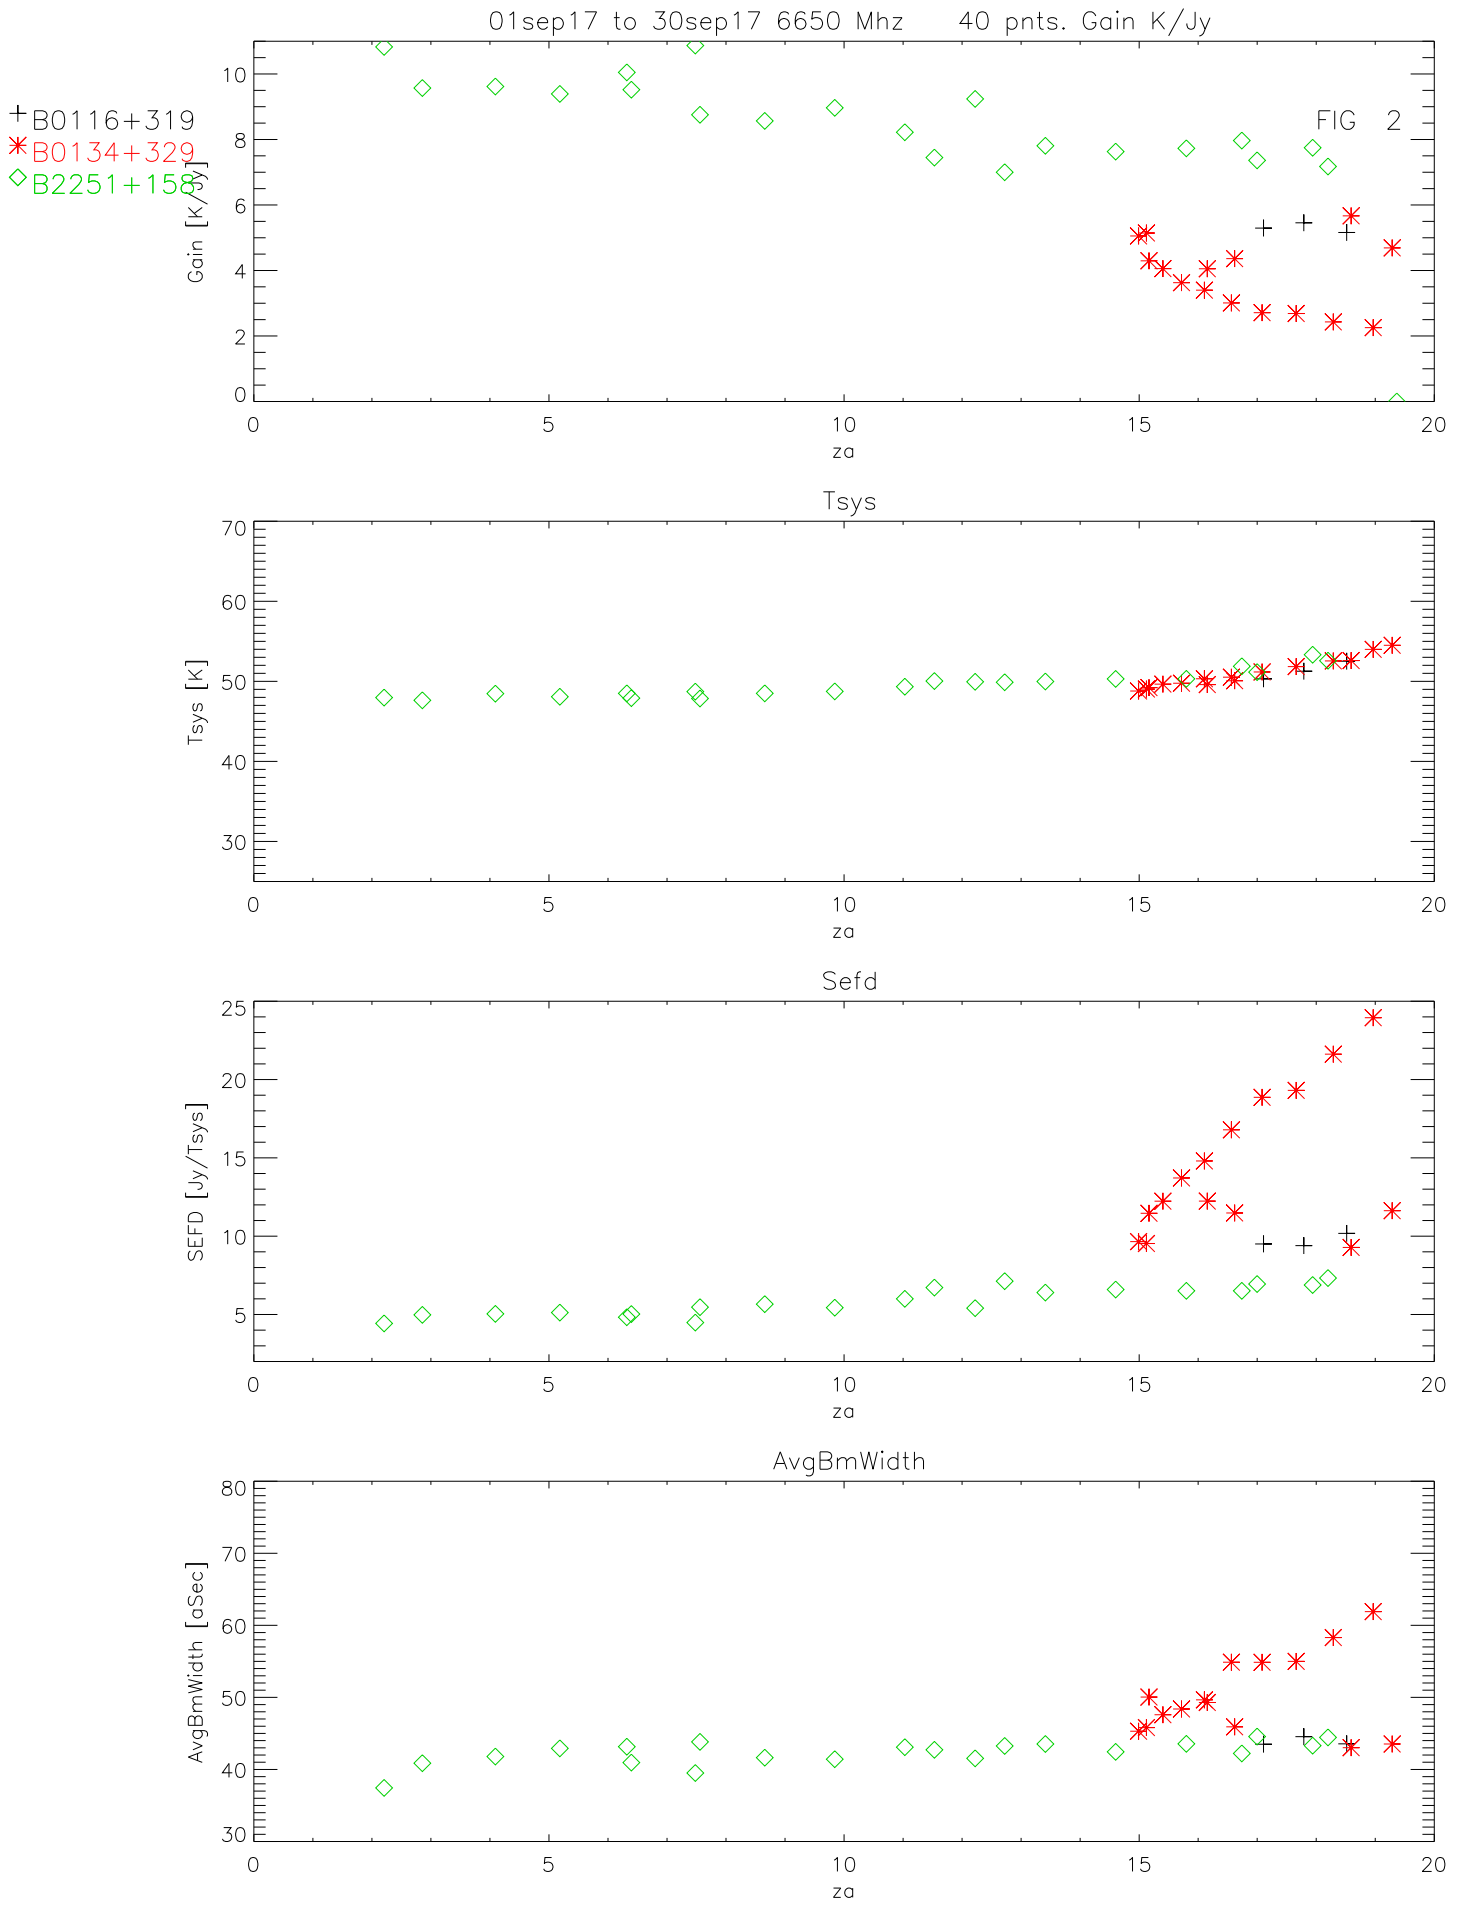 01sep17 to 30sep17 6650 Mhz 40 pnts. Gain K/Jy
B0116+319
B0134+329
B2251+158
FIG 2
Gain [K/Jy]
10
8
6
4
2
0
0 5 10 15 20
za
Tsys
Tsys [K]
70
60
50
40
30
0 5 10 15 20
za
Sefd
SEFD [Jy/Tsys]
25
20
15
10
5
0 5 10 15 20
za
AvgBmWidth
AvgBmWidth [aSec]
80
70
60
50
40
30
0 5 10 15 20
za